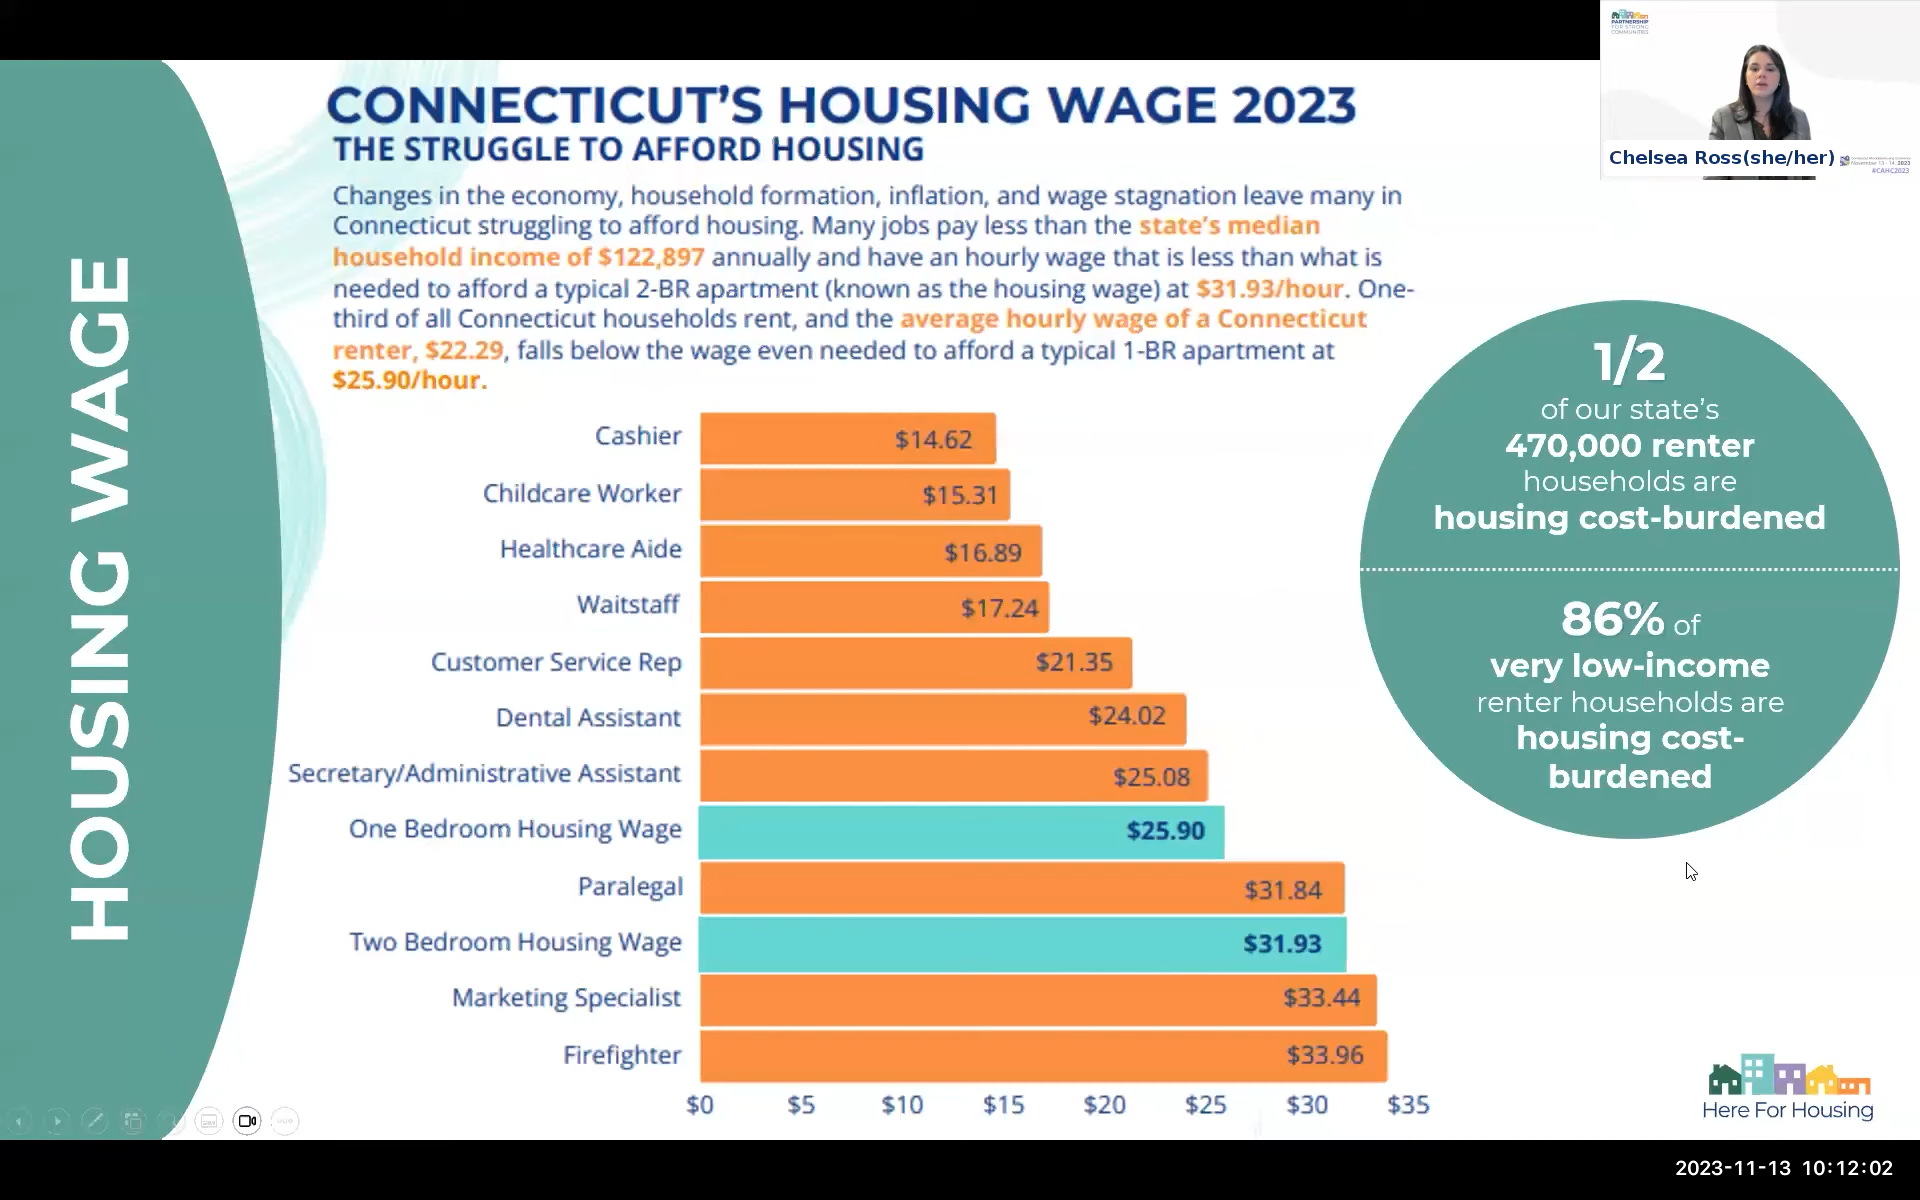 CONNECTICUT'S HOUSING WAGE 2023
THE STRUGGLE TO AFFORD HOUSING
Changes in the economy, household formation, inflation, and wage stagnation leave many in
Connecticut struggling to afford housing. Many jobs pay less than the state's median
household income of $122,897 annually and have an hourly wage that is less than what is
needed to afford a typical 2-BR apartment (known as the housing wage) at $31.93/hour. One-
third of all Connecticut households rent, and the average hourly wage of a Connecticut
renter, $22.29, falls below the wage even needed to afford a typical 1-BR apartment at
$25.90/hour.
HOUSING WAGE
Cashier $14.62
Childcare Worker $15.31
Healthcare Aide $16.89
Waitstaff $17.24
Customer Service Rep $21.35
Dental Assistant $24.02
Secretary/Administrative Assistant $25.08
One Bedroom Housing Wage $25.90
Paralegal $31.84
Two Bedroom Housing Wage $31.93
Marketing Specialist $33.44
Firefighter $33.96
$0 $5 $10 $15 $20 $25 $30 $35
1/2
of our state's
470,000 renter
households are
housing cost-burdened
86% of
very low-income
renter households are
housing cost-
burdened
Here For Housing
PARTNERSHIP
FOR STRONG
COMMUNITIES
Chelsea Ross(she/her)
November 13 - 14, 2023
#CAHC2023
2023-11-13 10:12:02